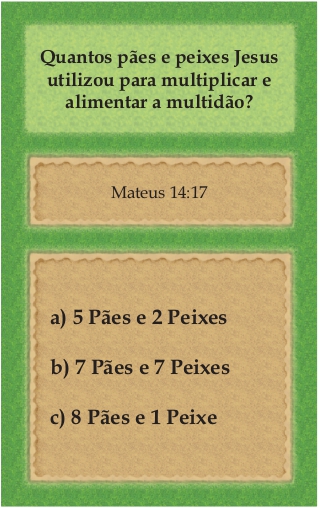 Quantos pães e peixes Jesus
utilizou para multiplicar e
alimentar a multidão?
Mateus 14:17
a) 5 Pães e 2 Peixes
b) 7 Pães e 7 Peixes
c) 8 Pães e 1 Peixe